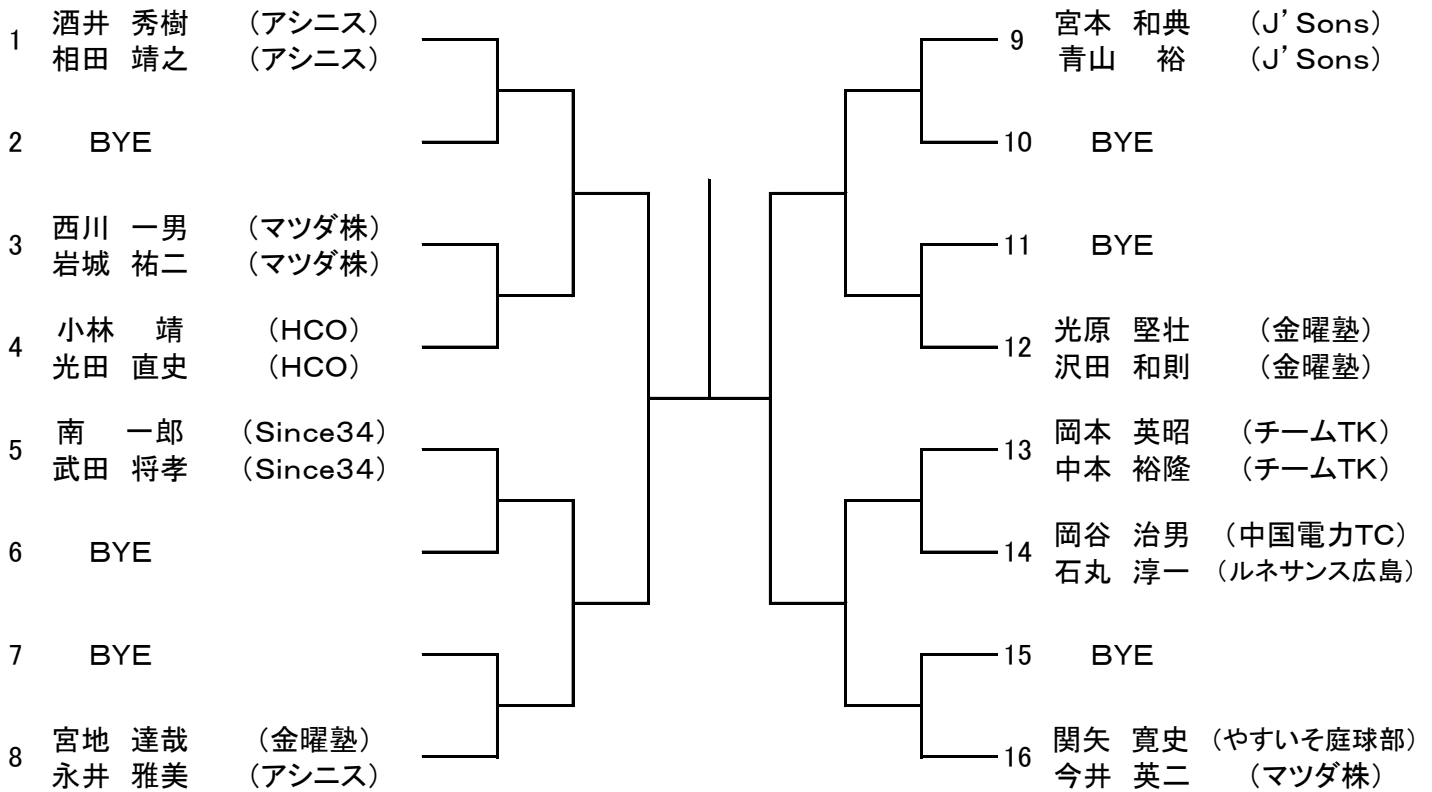 1 酒井 秀樹 (アシニス)
相田 靖之 (アシニス)
2 BYE
3 西川 一男 (マツダ株)
岩城 祐二 (マツダ株)
4 小林 靖 (HCO)
光田 直史 (HCO)
5 南 一郎 (Since34)
武田 将孝 (Since34)
6 BYE
7 BYE
8 宮地 達哉 (金曜塾)
永井 雅美 (アシニス)
9 宮本 和典 (J'Sons)
青山 裕 (J'Sons)
10 BYE
11 BYE
12 光原 堅壮 (金曜塾)
沢田 和則 (金曜塾)
13 岡本 英昭 (チームTK)
中本 裕隆 (チームTK)
14 岡谷 治男 (中国電力TC)
石丸 淳一 (ルネサンス広島)
15 BYE
16 関矢 寛史 (やすいそ庭球部)
今井 英二 (マツダ株)